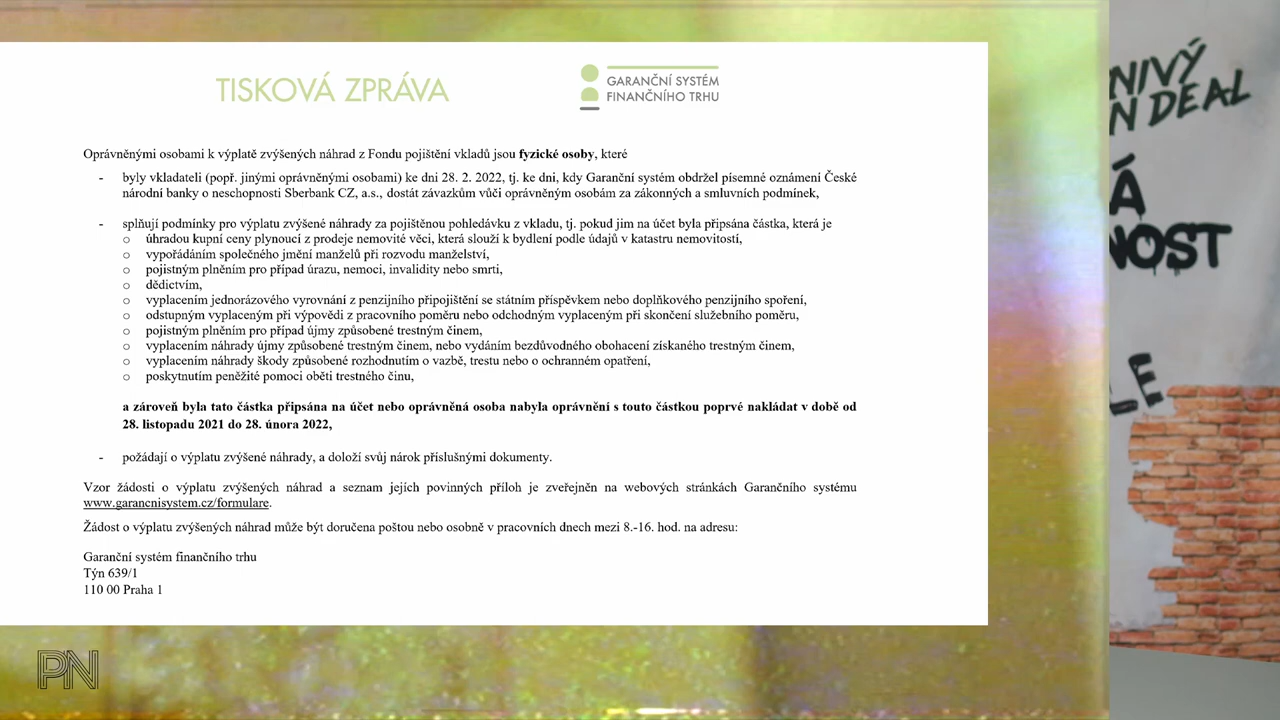 TISKOVÁ ZPRÁVA
GARANČNÍ SYSTÉM
FINANČNÍHO TRHU
Oprávněnými osobami k výplatě zvýšených náhrad z Fondu pojištění vkladů jsou fyzické osoby, které
- byly vkladateli (popř. jinými oprávněnými osobami) ke dni 28. 2. 2022, tj. ke dni, kdy Garanční systém obdržel písemné oznámení České
národní banky o neschopnosti Sberbank CZ, a.s., dostát závazkům vůči oprávněným osobám za zákonných a smluvních podmínek,
- splňují podmínky pro výplatu zvýšené náhrady za pojištěnou pohledávku z vkladu, tj. pokud jim na účet byla připsána částka, která je
o úhradou kupní ceny plynoucí z prodeje nemovité věci, která slouží k bydlení podle údajů v katastru nemovitostí,
o vypořádáním společného jmění manželů při rozvodu manželství,
o pojistným plněním pro případ úrazu, nemoci, invalidity nebo smrti,
o dědictvím,
o vyplacením jednorázového vyrovnání z penzijního připojištění se státním příspěvkem nebo doplňkového penzijního spoření,
o odstupným vyplaceným při výpovědi z pracovního poměru nebo odchodným vyplaceným při skončení služebního poměru,
o pojistným plněním pro případ újmy způsobené trestným činem,
o vyplacením náhrady újmy způsobené trestným činem, nebo vydáním bezdůvodného obohacení získaného trestným činem,
o vyplacením náhrady škody způsobené rozhodnutím o vazbě, trestu nebo o ochranném opatření,
o poskytnutím peněžité pomoci oběti trestného činu,
a zároveň byla tato částka připsána na účet nebo oprávněná osoba nabyla oprávnění s touto částkou poprvé nakládat v době od
28. listopadu 2021 do 28. února 2022,
- požádají o výplatu zvýšené náhrady, a doloží svůj nárok příslušnými dokumenty.
Vzor žádosti o výplatu zvýšených náhrad a seznam jejích povinných příloh je zveřejněn na webových stránkách Garančního systému
www.garancnisystem.cz/formulare.
Žádost o výplatu zvýšených náhrad může být doručena poštou nebo osobně v pracovních dnech mezi 8.-16. hod. na adresu:
Garanční systém finančního trhu
Týn 639/1
110 00 Praha 1
PN
NIVÝ
N DEAL
Á
NOST
LE